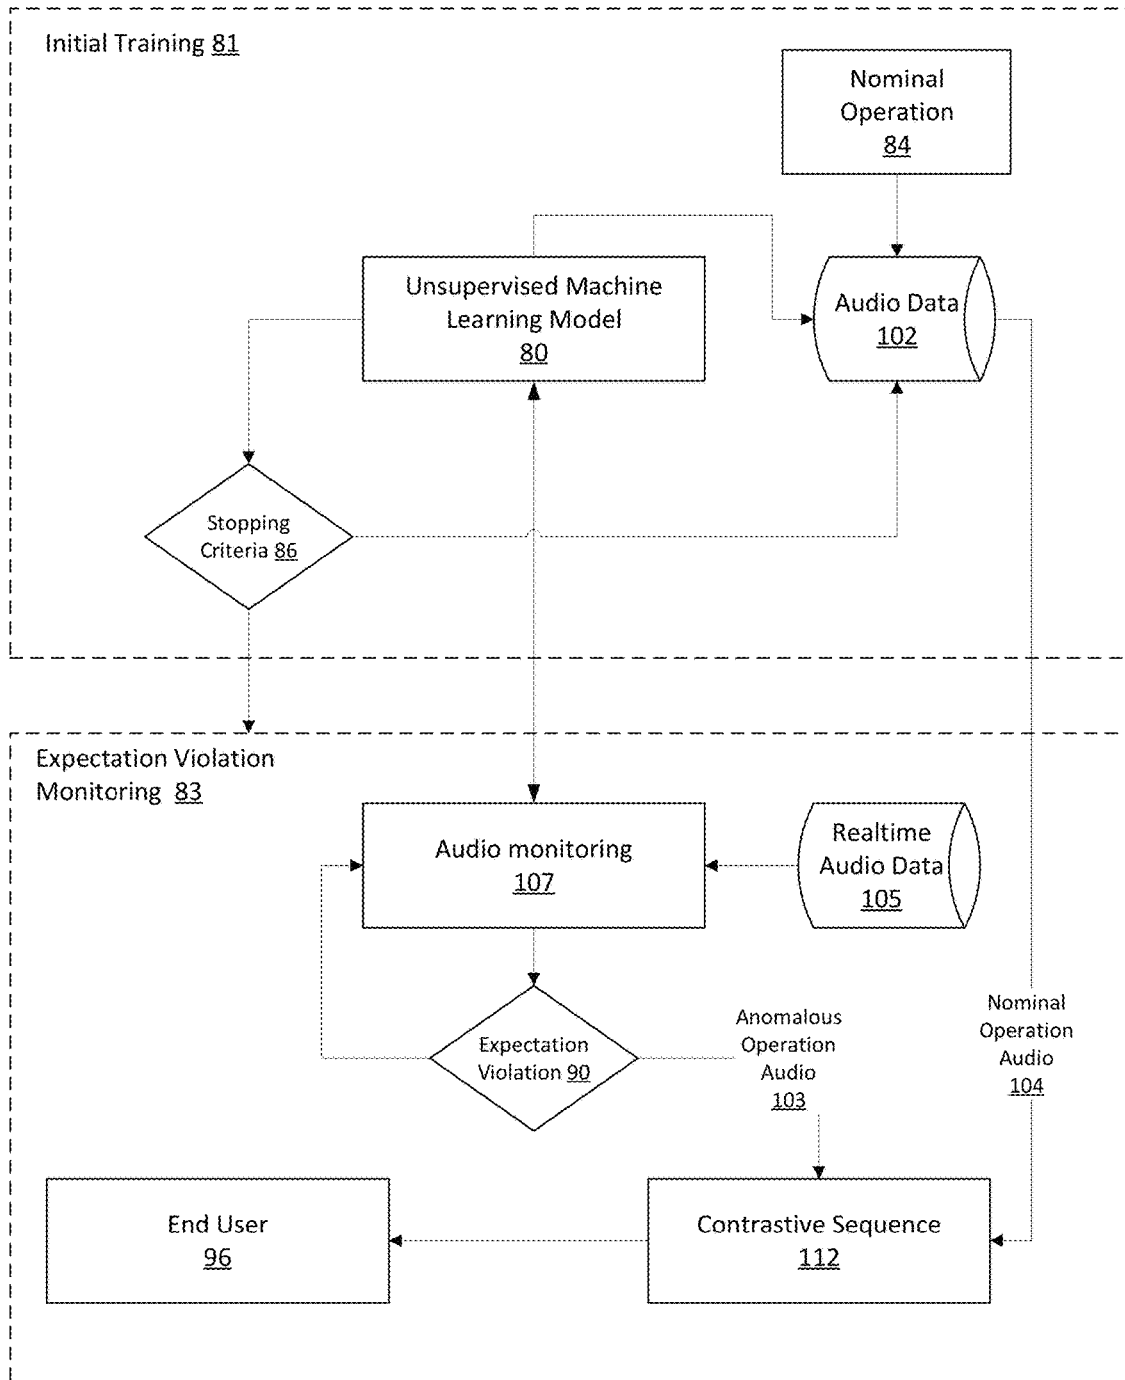 Initial Training 81
Nominal
Operation
84
Unsupervised Machine
Learning Model
80
Audio Data
102
Stopping
Criteria 86
Expectation Violation
Monitoring 83
Audio monitoring
107
Realtime
Audio Data
105
Expectation
Violation 90
Anomalous
Operation
Audio
103
Nominal
Operation
Audio
104
End User
96
Contrastive Sequence
112